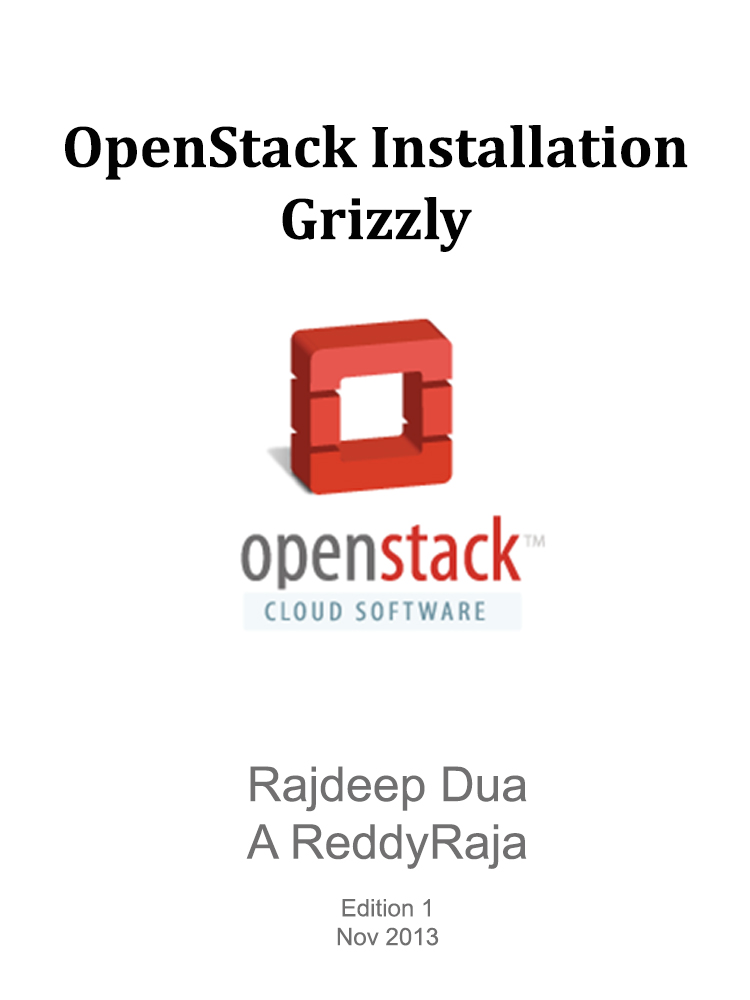 OpenStack Installation
Grizzly
openstack™
CLOUD SOFTWARE
Rajdeep Dua
A ReddyRaja
Edition 1
Nov 2013